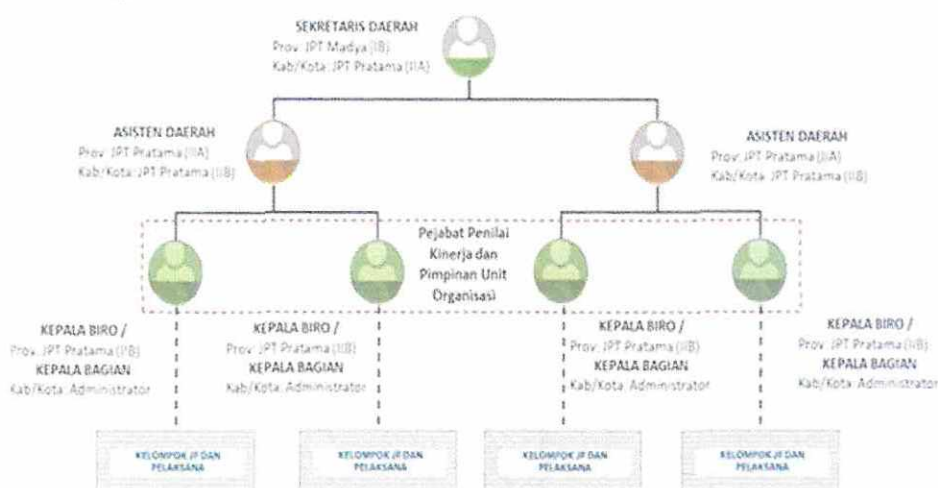 SEKRETARIS DAERAH
Prov: JPT Madya (IB)
Kab/Kota: JPT Pratama (IIA)
ASISTEN DAERAH
Prov: JPT Pratama (IIA)
Kab/Kota: JPT Pratama (IIB)
ASISTEN DAERAH
Prov: JPT Pratama (IIA)
Kab/Kota: JPT Pratama (IIB)
Pejabat Penilai
Kinerja dan
Pimpinan Unit
Organisasi
KEPALA BIRO /
Prov: JPT Pratama (IIB)
KEPALA BAGIAN
Kab/Kota: Administrator
KEPALA BIRO /
Prov: JPT Pratama (IIB)
KEPALA BAGIAN
Kab/Kota: Administrator
KEPALA BIRO /
Prov: JPT Pratama (IIB)
KEPALA BAGIAN
Kab/Kota: Administrator
KEPALA BIRO /
Prov: JPT Pratama (IIB)
KEPALA BAGIAN
Kab/Kota: Administrator
KELOMPOK JF DAN
PELAKSANA
KELOMPOK JF DAN
PELAKSANA
KELOMPOK JF DAN
PELAKSANA
KELOMPOK JF DAN
PELAKSANA